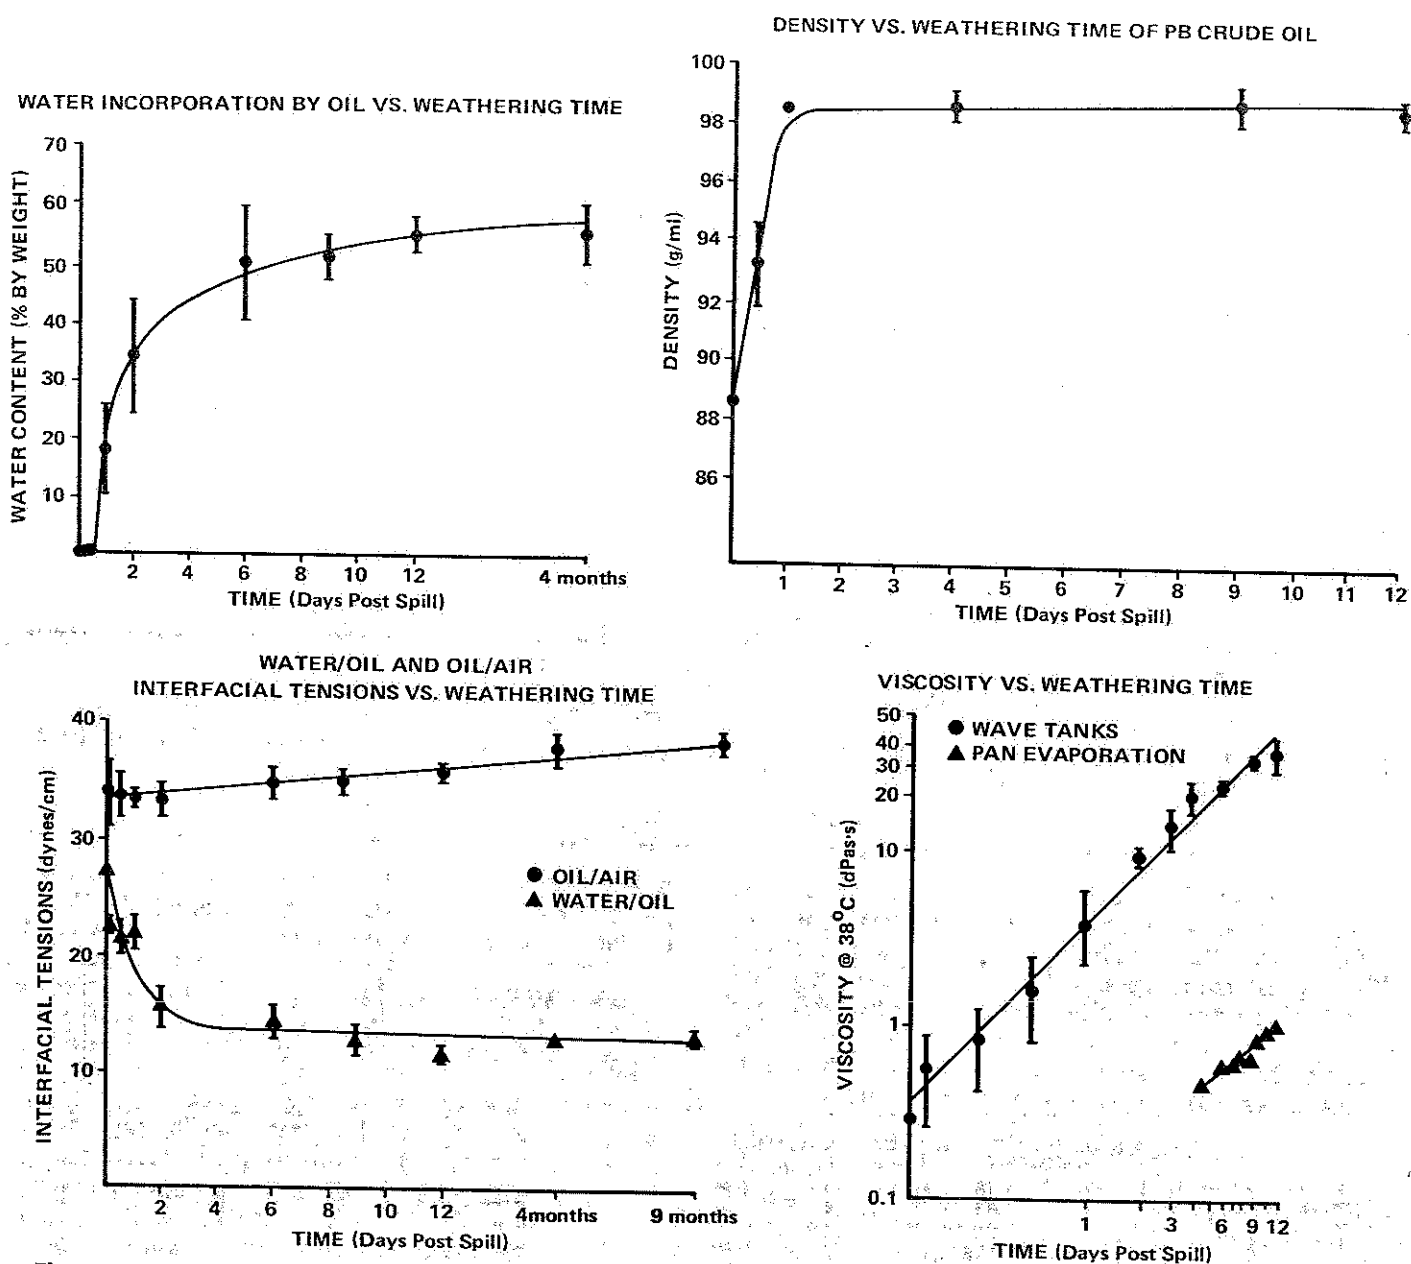 WATER INCORPORATION BY OIL VS. WEATHERING TIME
WATER CONTENT (% BY WEIGHT)
70
60
50
40
30
20
10
2 4 6 8 10 12 4 months
TIME (Days Post Spill)
DENSITY VS. WEATHERING TIME OF PB CRUDE OIL
DENSITY (g/ml)
100
98
96
94
92
90
88
86
1 2 3 4 5 6 7 8 9 10 11 12
TIME (Days Post Spill)
WATER/OIL AND OIL/AIR
INTERFACIAL TENSIONS VS. WEATHERING TIME
INTERFACIAL TENSIONS (dynes/cm)
40
30
20
10
OIL/AIR
WATER/OIL
2 4 6 8 10 12 4months 9 months
TIME (Days Post Spill)
VISCOSITY VS. WEATHERING TIME
VISCOSITY @ 38°C (dPas·s)
50
40
30
20
10
1
0.1
WAVE TANKS
PAN EVAPORATION
1 3 6 9 12
TIME (Days Post Spill)